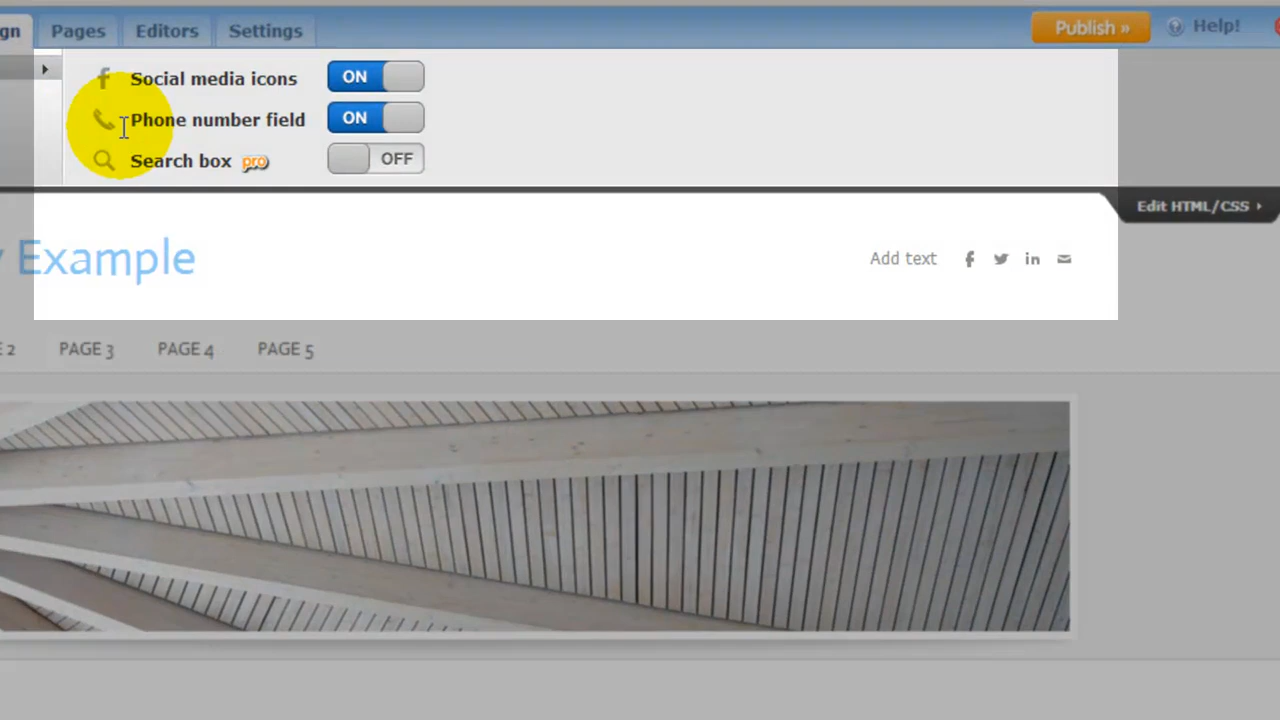 gn Pages Editors Settings Publish » Help!
Social media icons ON
Phone number field ON
Search box pro OFF
Edit HTML/CSS
y Example Add text
E 2 PAGE 3 PAGE 4 PAGE 5